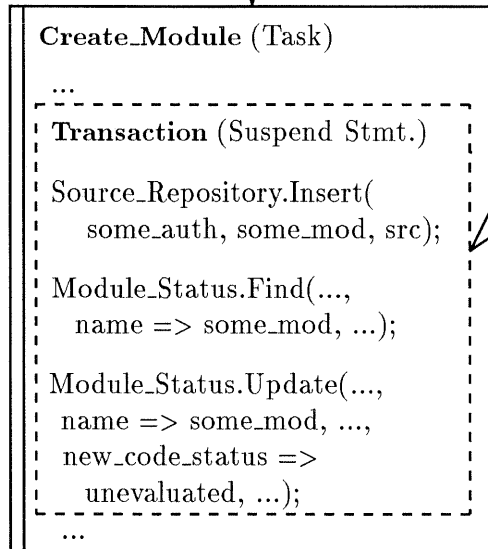 Create_Module (Task)
...
Transaction (Suspend Stmt.)
Source_Repository.Insert(
some_auth, some_mod, src);
Module_Status.Find(...,
name => some_mod, ...);
Module_Status.Update(...,
name => some_mod, ...,
new_code_status =>
unevaluated, ...);
...